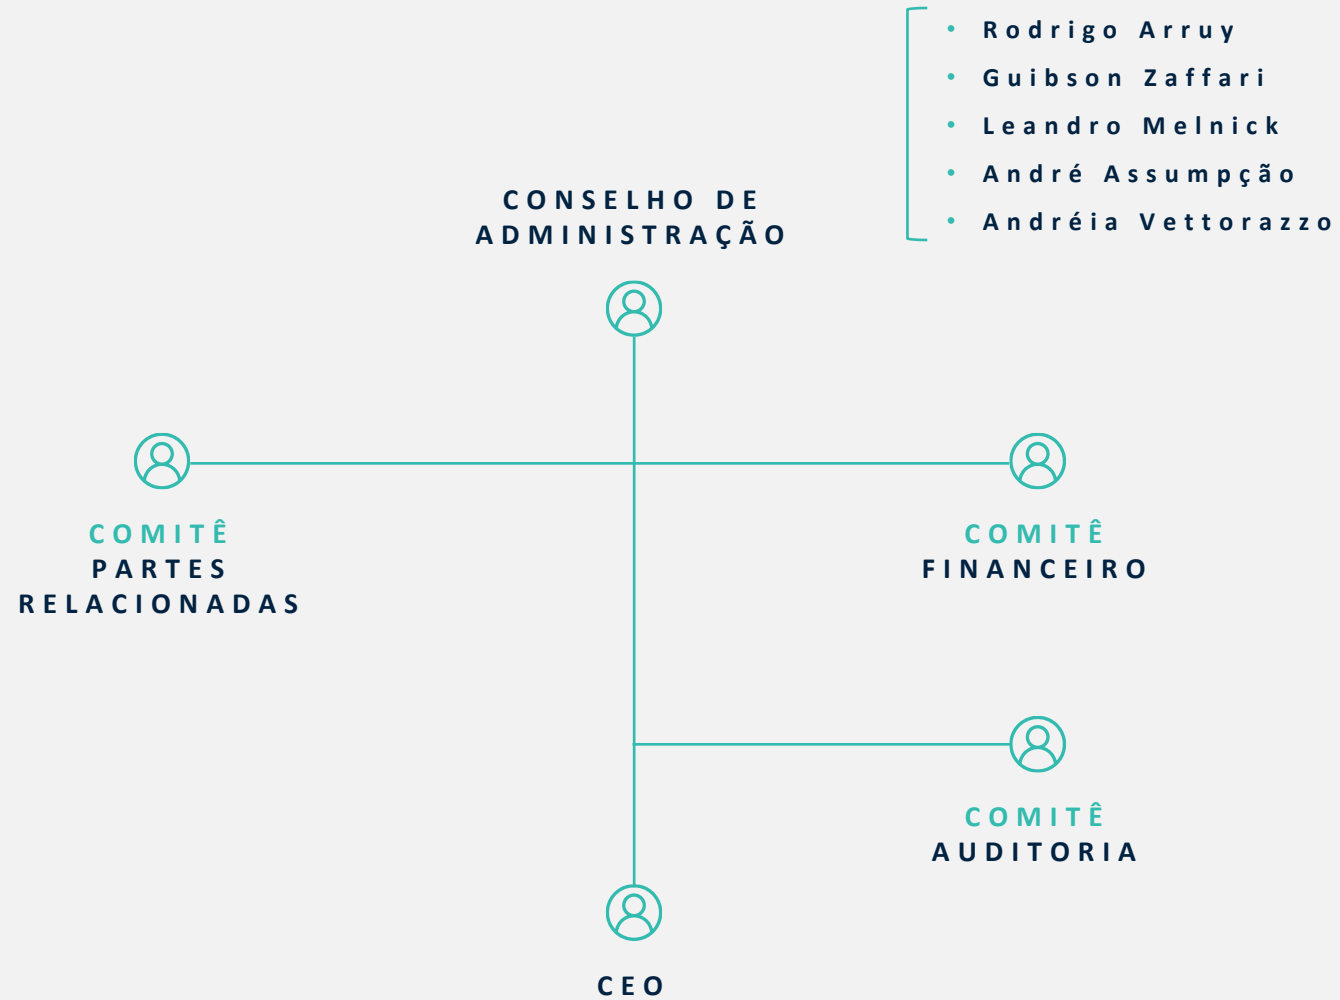 Rodrigo Arruy
Guibson Zaffari
Leandro Melnick
André Assumpção
Andréia Vettorazzo
CONSELHO DE
ADMINISTRAÇÃO
COMITÊ
PARTES
RELACIONADAS
COMITÊ
FINANCEIRO
COMITÊ
AUDITORIA
CEO